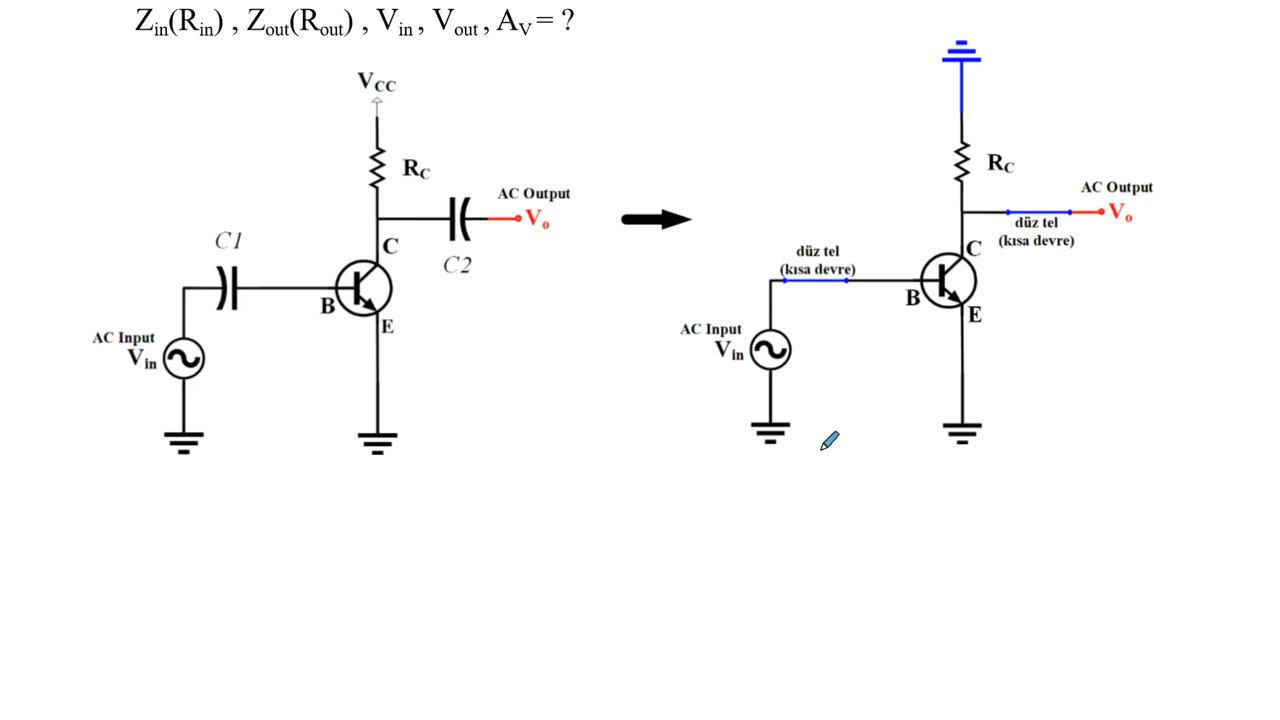 Zin(Rin) , Zout(Rout) , Vin , Vout , AV = ?
VCC
RC
AC Output
Vo
C1
C
C2
B
E
AC Input
Vin
RC
AC Output
Vo
düz tel
(kısa devre)
C
düz tel
(kısa devre)
B
E
AC Input
Vin